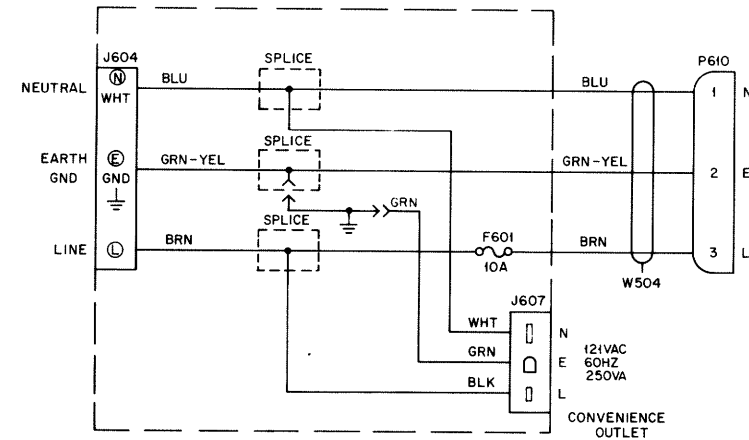 J604
SPLICE
P610
NEUTRAL
N
WHT
BLU
BLU
1
N
SPLICE
EARTH
GND
E
GND
GRN-YEL
GRN-YEL
2
E
GRN
SPLICE
LINE
L
BRN
F601
10A
BRN
3
L
W504
J607
WHT
N
GRN
E
121VAC
60HZ
250VA
BLK
L
CONVENIENCE
OUTLET